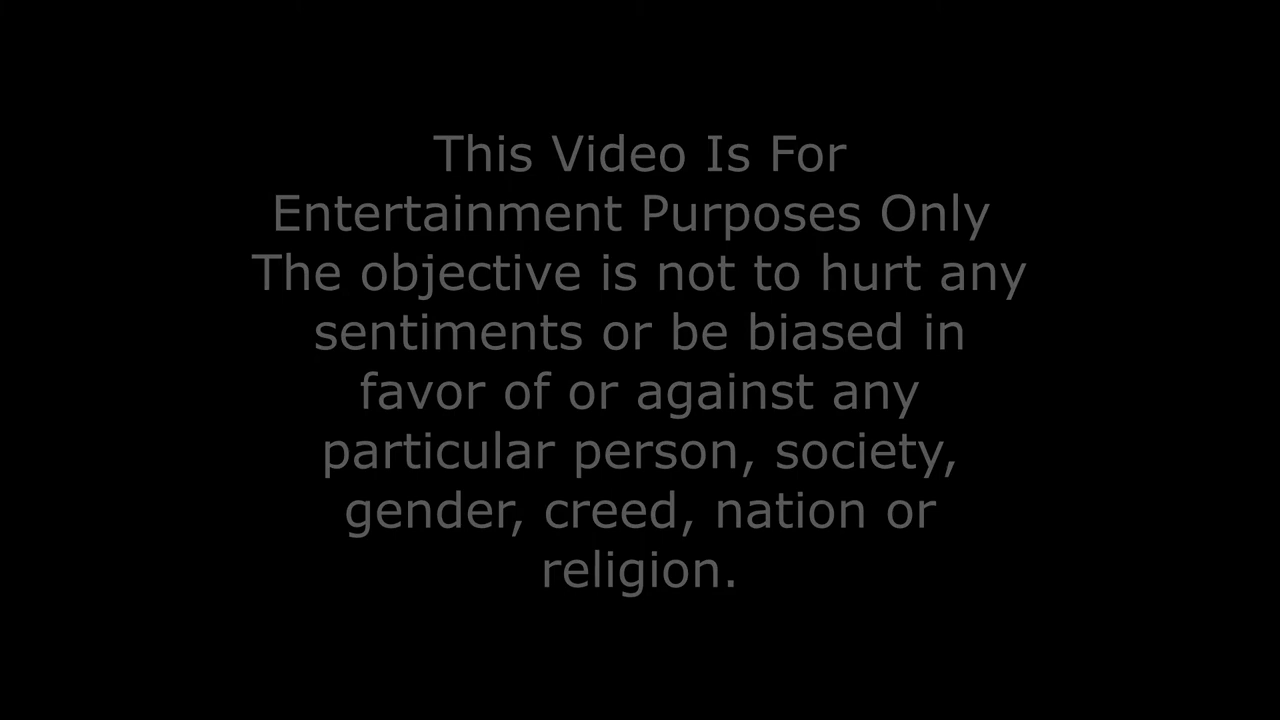 This Video Is For
Entertainment Purposes Only
The objective is not to hurt any
sentiments or be biased in
favor of or against any
particular person, society,
gender, creed, nation or
religion.